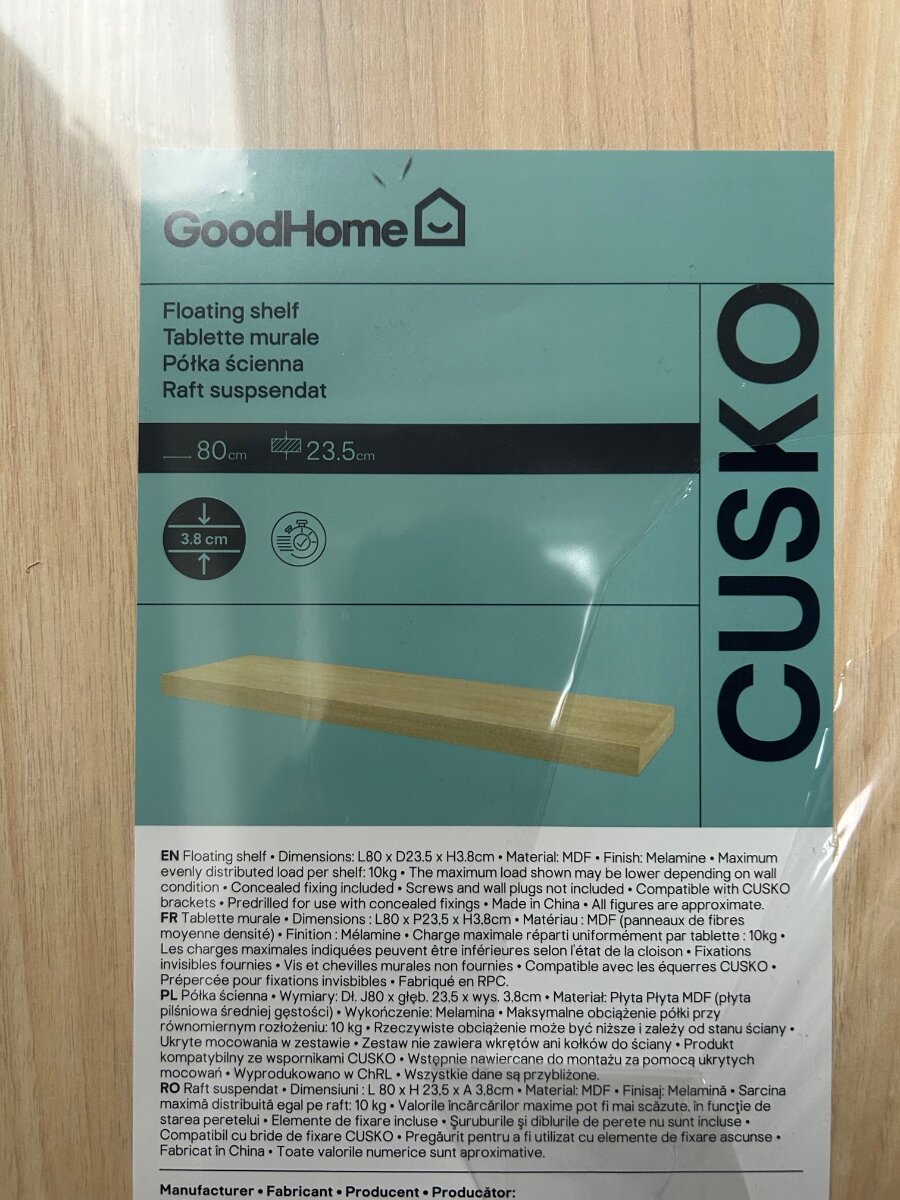 GoodHome
Floating shelf
Tablette murale
Półka ścienna
Raft suspsendat
80cm 23.5cm
3.8 cm
CUSKO
EN Floating shelf • Dimensions: L80 x D23.5 x H3.8cm • Material: MDF • Finish: Melamine • Maximum
evenly distributed load per shelf: 10kg • The maximum load shown may be lower depending on wall
condition • Concealed fixing included • Screws and wall plugs not included • Compatible with CUSKO
brackets • Predrilled for use with concealed fixings • Made in China • All figures are approximate.
FR Tablette murale • Dimensions : L80 x P23,5 x H3,8cm • Matériau : MDF (panneaux de fibres
moyenne densité) • Finition : Mélamine • Charge maximale réparti uniformément par tablette : 10kg •
Les charges maximales indiquées peuvent être inférieures selon l'état de la cloison • Fixations
invisibles fournies • Vis et chevilles murales non fournies • Compatible avec les équerres CUSKO •
Prépercée pour fixations invisbibles • Fabriqué en RPC.
PL Półka ścienna • Wymiary: Dł. J80 x głęb. 23,5 x wys. 3,8cm • Materiał: Płyta Płyta MDF (płyta
pilśniowa średniej gęstości) • Wykończenie: Melamina • Maksymalne obciążenie półki przy
równomiernym rozłożeniu: 10 kg • Rzeczywiste obciążenie może być niższe i zależy od stanu ściany •
Ukryte mocowania w zestawie • Zestaw nie zawiera wkrętów ani kołków do ściany • Produkt
kompatybilny ze wspornikami CUSKO • Wstępnie nawiercane do montażu za pomocą ukrytych
mocowań • Wyprodukowano w ChRL • Wszystkie dane są przybliżone.
RO Raft suspendat • Dimensiuni : L 80 x H 23,5 x A 3,8cm • Material: MDF • Finisaj: Melamină • Sarcina
maximă distribuită egal pe raft: 10 kg • Valorile încărcărilor maxime pot fi mai scăzute, în funcție de
starea peretelui • Elemente de fixare incluse • Șuruburile și diblurile de perete nu sunt incluse •
Compatibil cu bride de fixare CUSKO • Pregăurit pentru a fi utilizat cu elemente de fixare ascunse •
Fabricat în China • Toate valorile numerice sunt aproximative.
Manufacturer • Fabricant • Producent • Producător: